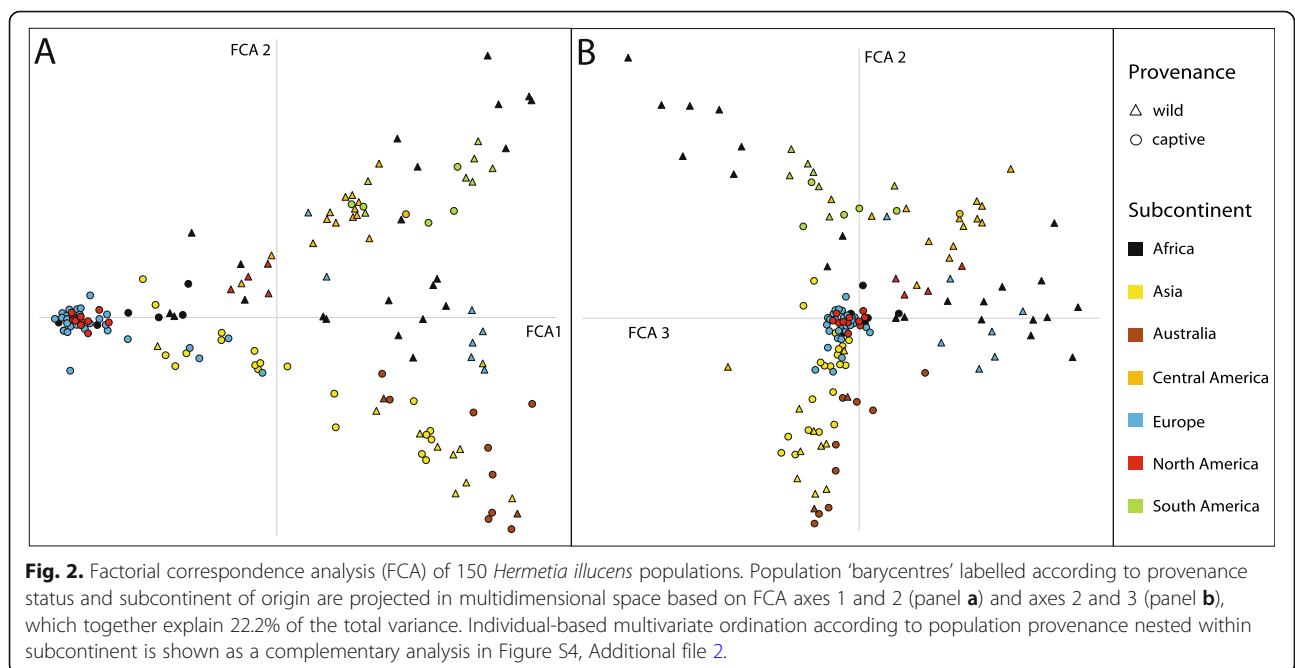 A
FCA 2
FCA1
B
FCA 2
FCA 3
Provenance
wild
captive
Subcontinent
Africa
Asia
Australia
Central America
Europe
North America
South America
Fig. 2. Factorial correspondence analysis (FCA) of 150 Hermetia illucens populations. Population ‘barycentres’ labelled according to provenance
status and subcontinent of origin are projected in multidimensional space based on FCA axes 1 and 2 (panel a) and axes 2 and 3 (panel b),
which together explain 22.2% of the total variance. Individual-based multivariate ordination according to population provenance nested within
subcontinent is shown as a complementary analysis in Figure S4, Additional file 2.